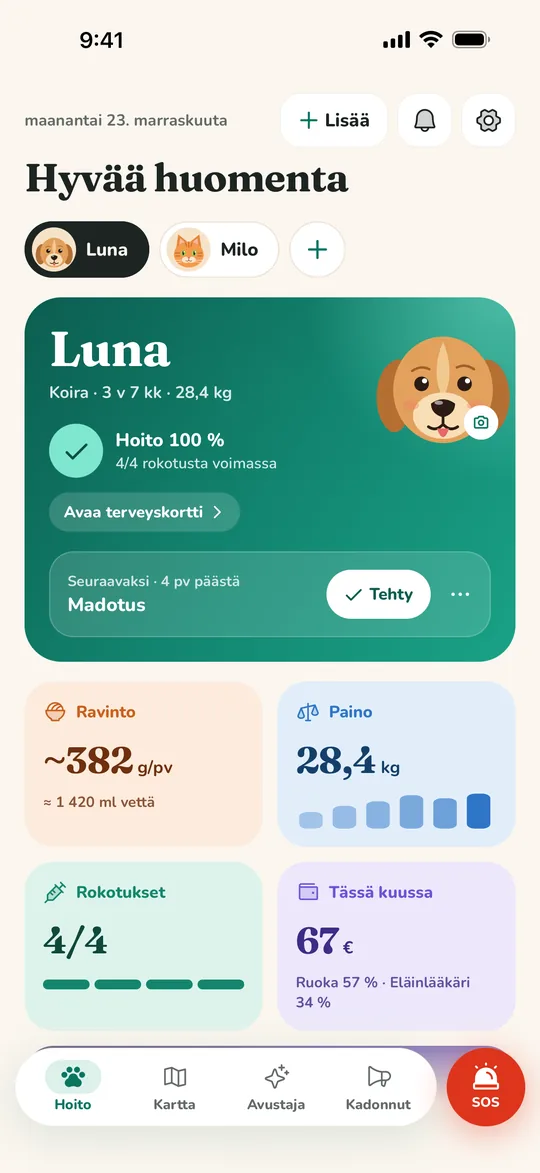 9:41
maanantai 23. marraskuuta
Lisää
Hyvää huomenta
Luna
Milo
Luna
Koira · 3 v 7 kk · 28,4 kg
Hoito 100 %
4/4 rokotusta voimassa
Avaa terveyskortti
Seuraavaksi · 4 pv päästä
Madotus
Tehty
Ravinto
~382 g/pv
≈ 1 420 ml vettä
Paino
28,4 kg
Rokotukset
4/4
Tässä kuussa
67 €
Ruoka 57 % · Eläinlääkäri
34 %
Hoito
Kartta
Avustaja
Kadonnut
SOS